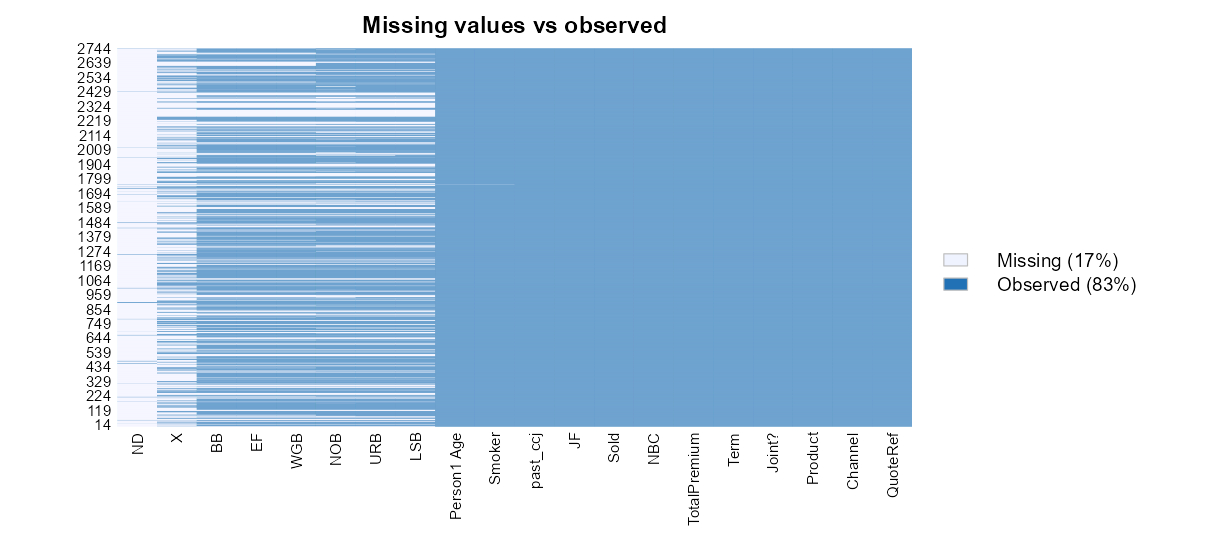 Missing values vs observed
2744
2639
2534
2429
2324
2219
2114
2009
1904
1799
1694
1589
1484
1379
1274
1169
1064
959
854
749
644
539
434
329
224
119
14
Missing (17%)
Observed (83%)
ND
X
BB
EF
WGB
NOB
URB
LSB
Person1 Age
Smoker
past_ccj
JF
Sold
NBC
TotalPremium
Term
Joint?
Product
Channel
QuoteRef